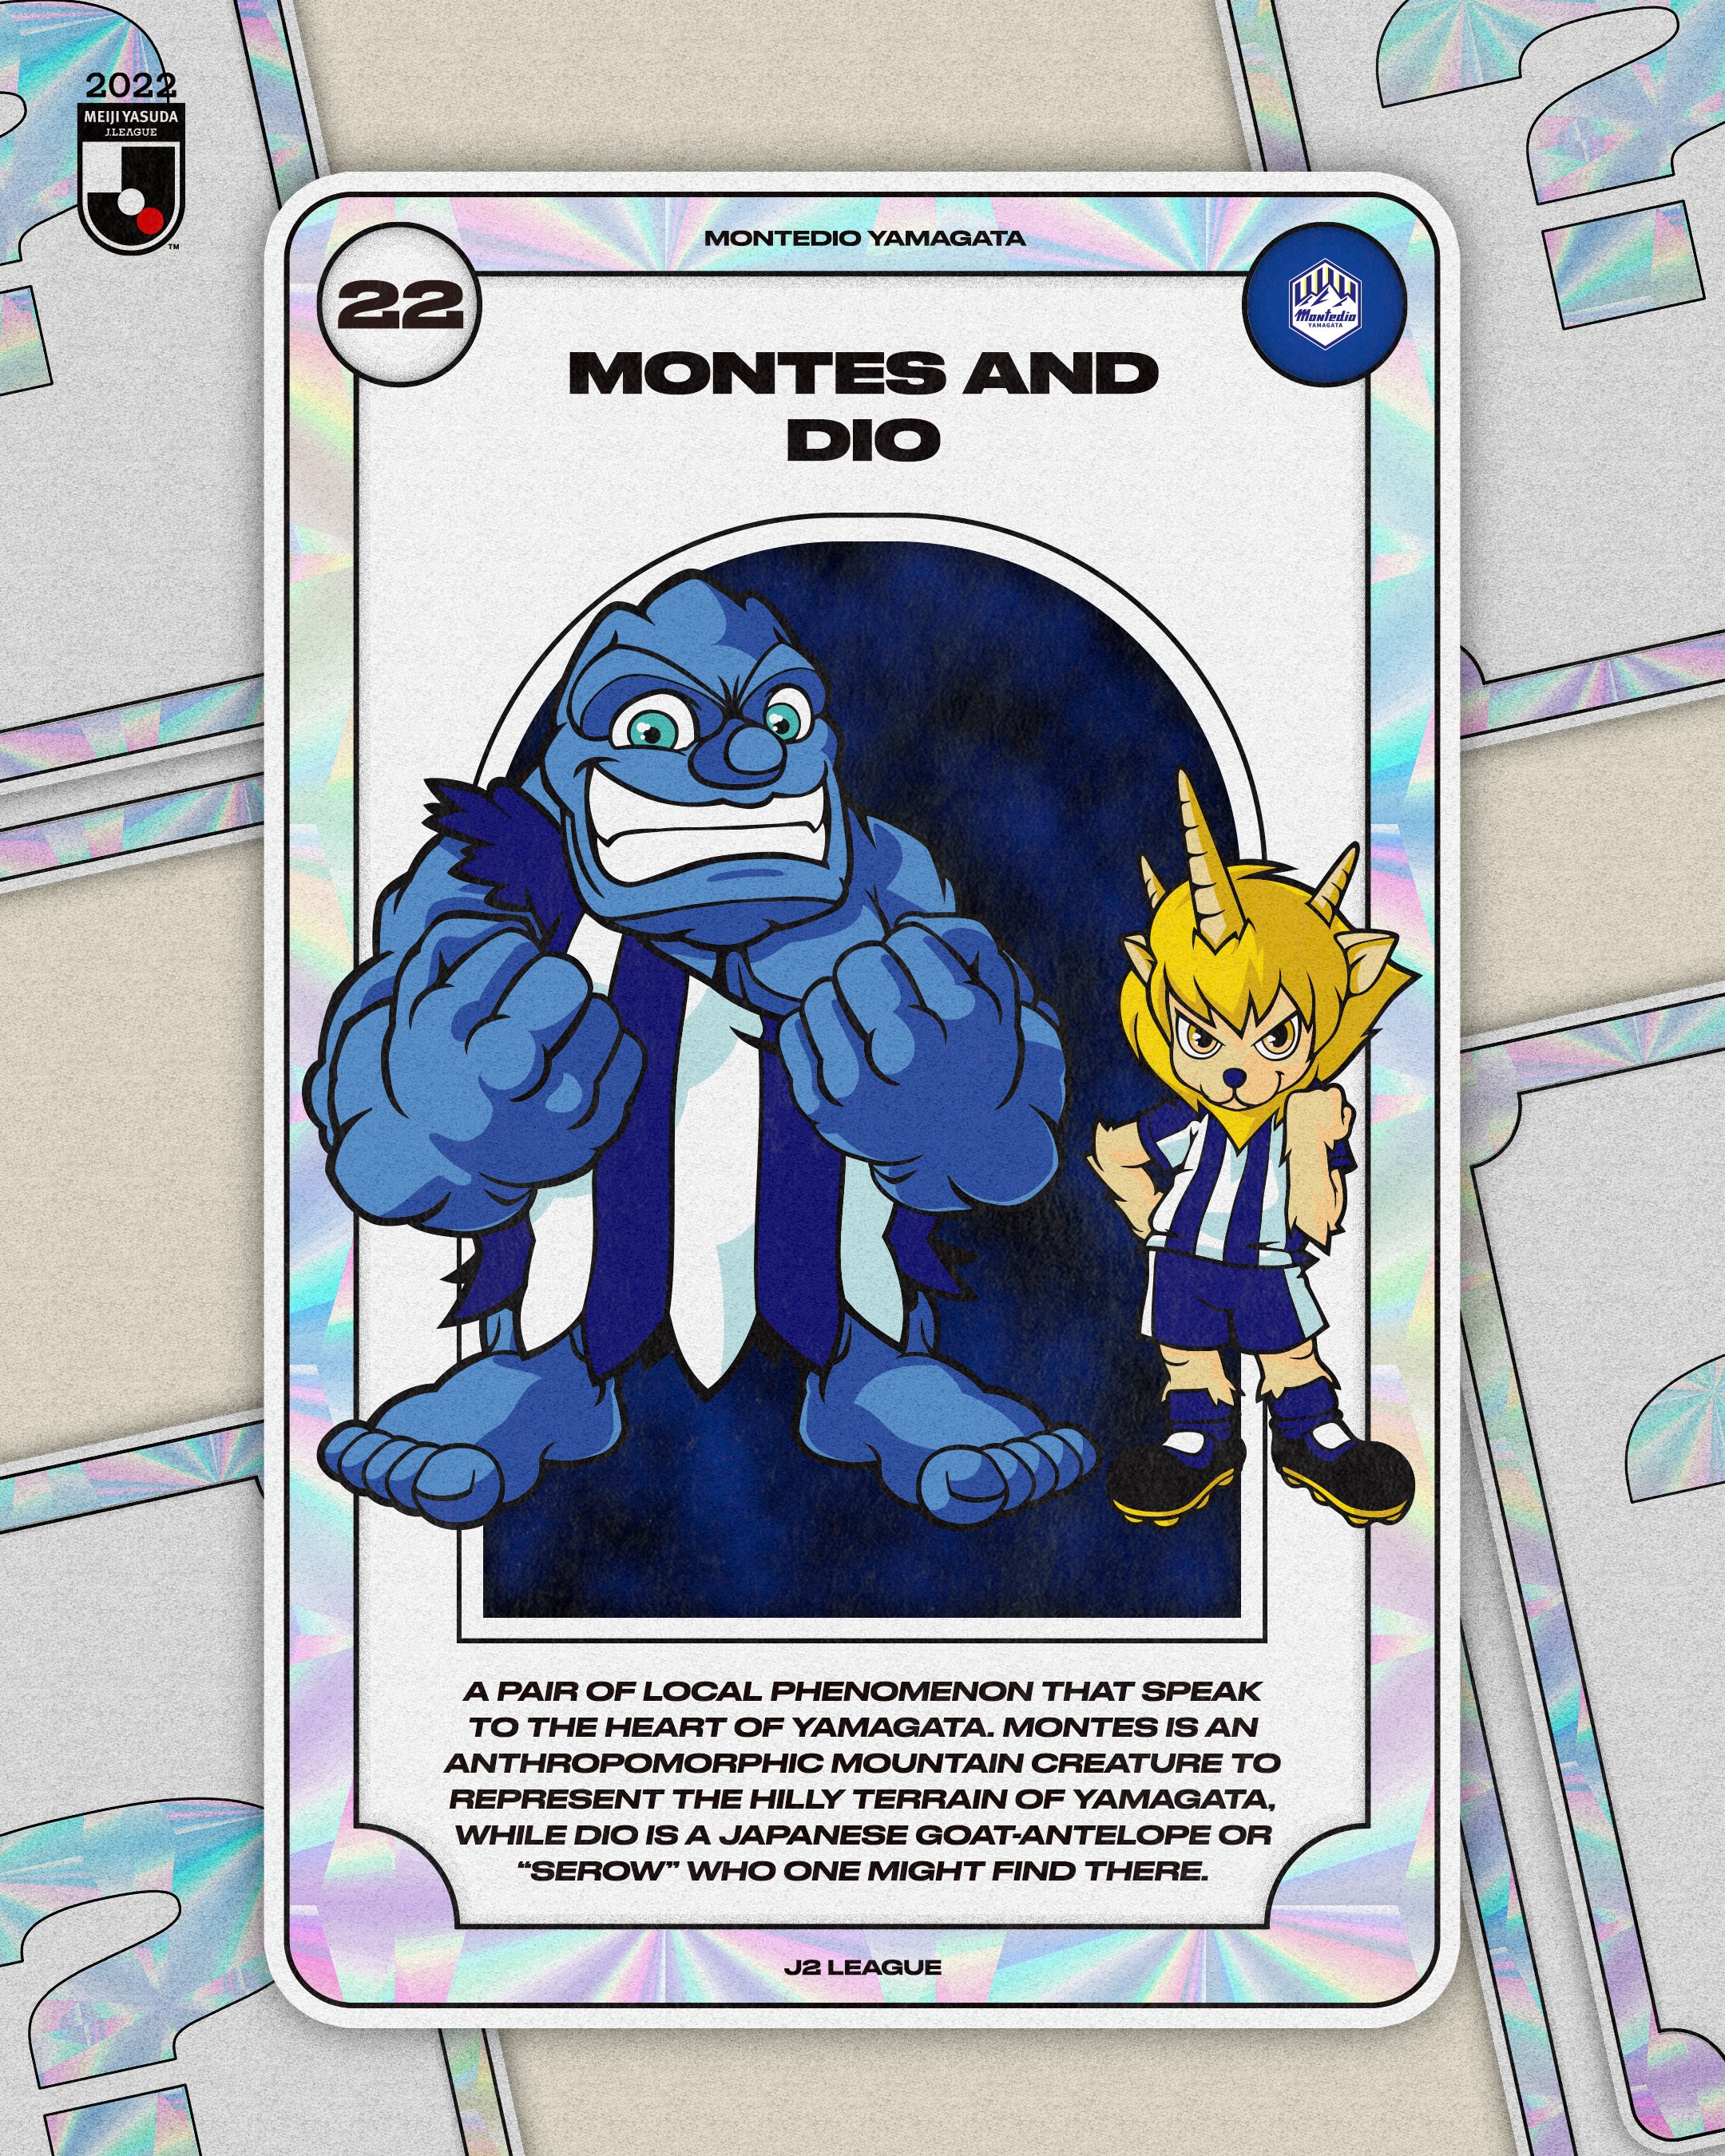 2022
MEIJI YASUDA
J.LEAGUE
TM
MONTEDIO YAMAGATA
22
Montedio
YAMAGATA
MONTES AND
DIO
A PAIR OF LOCAL PHENOMENON THAT SPEAK
TO THE HEART OF YAMAGATA. MONTES IS AN
ANTHROPOMORPHIC MOUNTAIN CREATURE TO
REPRESENT THE HILLY TERRAIN OF YAMAGATA,
WHILE DIO IS A JAPANESE GOAT-ANTELOPE OR
“SEROW” WHO ONE MIGHT FIND THERE.
J2 LEAGUE